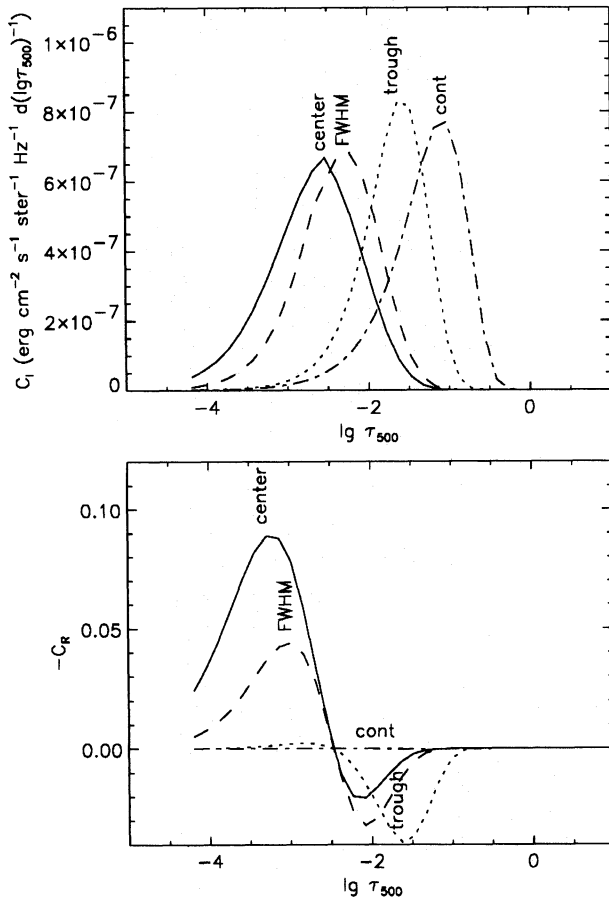 C_I (erg cm⁻² s⁻¹ ster⁻¹ Hz⁻¹ d(lgτ₅₀₀)⁻¹)
1×10⁻⁶
8×10⁻⁷
6×10⁻⁷
4×10⁻⁷
2×10⁻⁷
0
center
FWHM
trough
cont
−4
−2
0
lg τ₅₀₀
−C_R
0.10
0.05
0.00
center
FWHM
cont
trough
−4
−2
0
lg τ₅₀₀